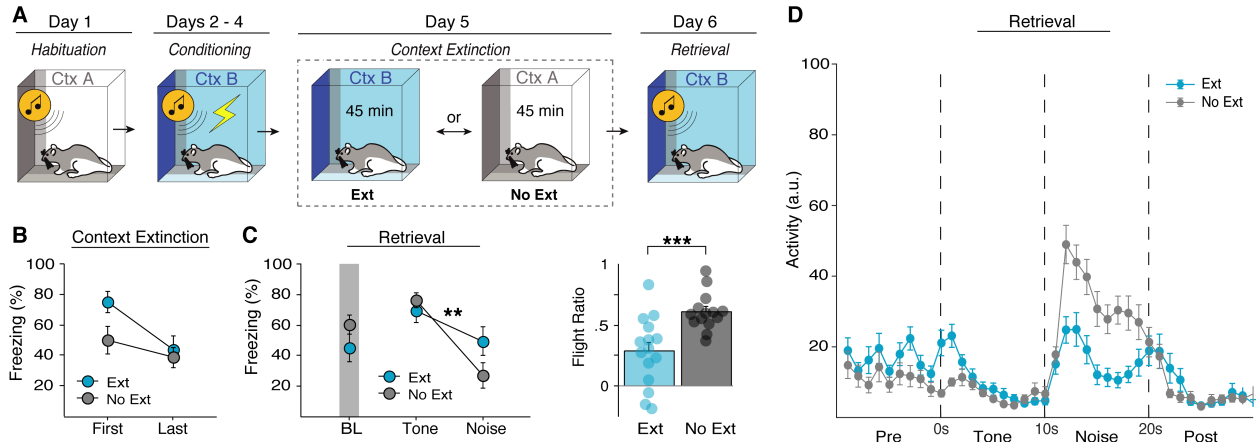 A
Day 1
Days 2 - 4
Day 5
Day 6
Habituation
Conditioning
Context Extinction
Retrieval
Ctx A
Ctx B
Ctx B
45 min
or
Ctx A
45 min
Ctx B
Ext
No Ext
B
Context Extinction
Freezing (%)
100
80
60
40
20
Ext
No Ext
First
Last
C
Retrieval
Freezing (%)
100
80
60
40
20
**
Ext
No Ext
BL
Tone
Noise
***
Flight Ratio
1
.5
0
Ext
No Ext
D
Retrieval
Activity (a.u.)
100
80
60
40
20
Ext
No Ext
0s
10s
20s
Pre
Tone
Noise
Post